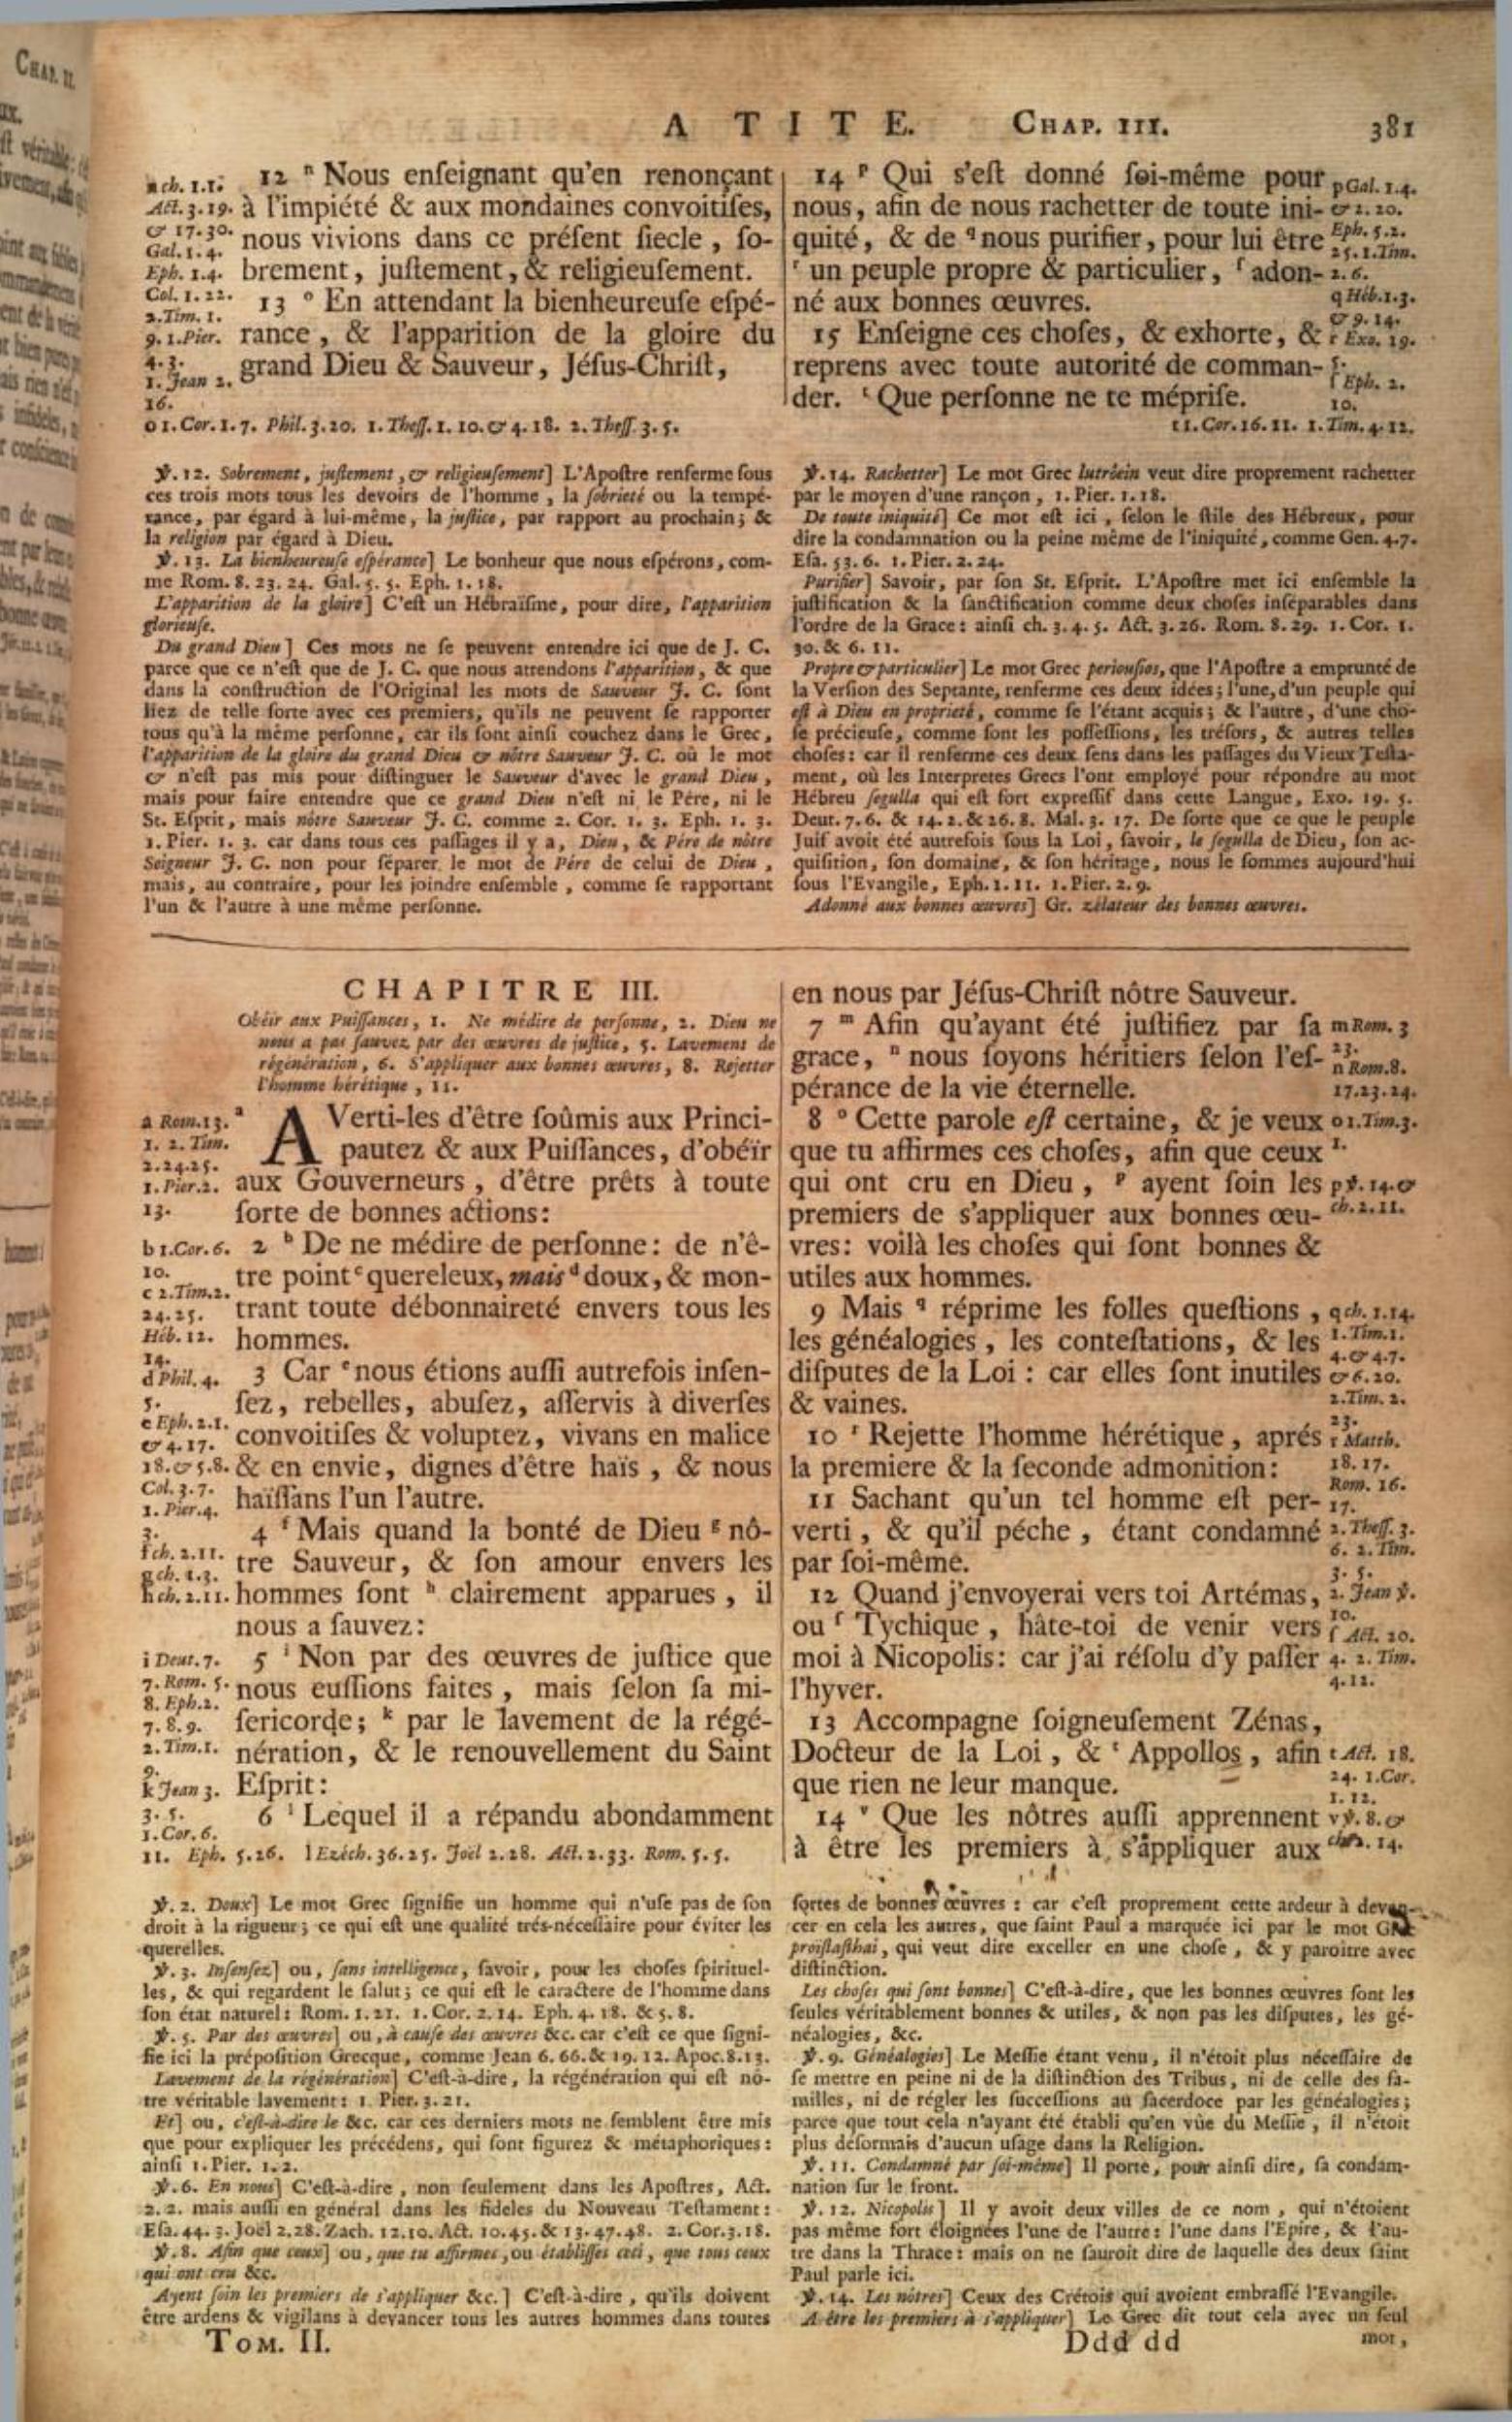 A TITE. CHAP. III. 381
12 ⁿ Nous enſeignant qu'en renonçant
à l'impiété & aux mondaines convoitiſes,
nous vivions dans ce préſent ſiecle, ſo-
brement, juſtement, & religieuſement.
13 ᵒ En attendant la bienheureuſe eſpé-
rance, & l'apparition de la gloire du
grand Dieu & Sauveur, Jéſus-Chriſt,
n ch. 1.1.
Act. 3.19.
& 17.30.
Gal. 1.4.
Eph. 1.4.
Col. 1.22.
2.Tim. 1.
9. 1.Pier.
4.3.
1. Jean 2.
16.
o 1.Cor.1.7. Phil.3.20. 1.Theſſ.1.10.& 4.18. 2.Theſſ.3.5.
14 ᵖ Qui s'eſt donné ſoi-même pour
nous, afin de nous rachetter de toute ini-
quité, & de ᑫ nous purifier, pour lui être
ʳ un peuple propre & particulier, ˢ adon-
né aux bonnes œuvres.
15 Enſeigne ces choſes, & exhorte, &
reprens avec toute autorité de comman-
der. ᵗ Que perſonne ne te mépriſe.
p Gal. 1.4.
& 2.20.
Eph. 5.2.
25. 1.Tim.
2.6.
q Héb.1.3.
& 9.14.
r Exo. 19.
5.
ſ Eph. 2.
10.
t 1.Cor.16.11. 1.Tim.4.12.
℣.12. Sobrement, juſtement, & religieuſement] L'Apoſtre renferme ſous
ces trois mots tous les devoirs de l'homme, la ſobrieté ou la tempé-
rance, par égard à lui-même, la juſtice, par rapport au prochain; &
la religion par égard à Dieu.
℣.13. La bienheureuſe eſpérance] Le bonheur que nous eſpérons, com-
me Rom. 8.23.24. Gal. 5.5. Eph. 1.18.
L'apparition de la gloire] C'eſt un Hébraïſme, pour dire, l'apparition
glorieuſe.
Du grand Dieu] Ces mots ne ſe peuvent entendre ici que de J. C.
parce que ce n'eſt que de J. C. que nous attendons l'apparition, & que
dans la conſtruction de l'Original les mots de Sauveur J. C. ſont
liez de telle ſorte avec ces premiers, qu'ils ne peuvent ſe rapporter
tous qu'à la même perſonne, car ils ſont ainſi couchez dans le Grec,
l'apparition de la gloire du grand Dieu & nôtre Sauveur J. C. où le mot
& n'eſt pas mis pour diſtinguer le Sauveur d'avec le grand Dieu,
mais pour faire entendre que ce grand Dieu n'eſt ni le Pére, ni le
St. Eſprit, mais nôtre Sauveur J. C. comme 2. Cor. 1. 3. Eph. 1. 3.
1. Pier. 1. 3. car dans tous ces paſſages il y a, Dieu, & Pére de nôtre
Seigneur J. C. non pour ſéparer le mot de Pére de celui de Dieu,
mais, au contraire, pour les joindre enſemble, comme ſe rapportant
l'un & l'autre à une même perſonne.
℣.14. Rachetter] Le mot Grec lutróein veut dire proprement rachetter
par le moyen d'une rançon, 1. Pier. 1.18.
De toute iniquité] Ce mot eſt ici, ſelon le ſtile des Hébreux, pour
dire la condamnation ou la peine même de l'iniquité, comme Gen. 4.7.
Eſa. 53.6. 1. Pier. 2.24.
Purifier] Savoir, par ſon St. Eſprit. L'Apoſtre met ici enſemble la
juſtification & la ſanctification comme deux choſes inſéparables dans
l'ordre de la Grace: ainſi ch. 3.4.5. Act. 3.26. Rom. 8.29. 1. Cor. 1.
30. & 6.11.
Propre & particulier] Le mot Grec periouſios, que l'Apoſtre a emprunté de
la Verſion des Septante, renferme ces deux idées; l'une, d'un peuple qui
eſt à Dieu en proprieté, comme ſe l'étant acquis; & l'autre, d'une cho-
ſe précieuſe, comme ſont les poſſeſſions, les tréſors, & autres telles
choſes: car il renferme ces deux ſens dans les paſſages du Vieux Teſta-
ment, où les Interpretes Grecs l'ont employé pour répondre au mot
Hébreu ſegulla qui eſt fort expreſſif dans cette Langue, Exo. 19. 5.
Deut. 7.6. & 14.2. & 26.8. Mal. 3. 17. De ſorte que ce que le peuple
Juif avoit été autrefois ſous la Loi, ſavoir, le ſegulla de Dieu, ſon ac-
quiſition, ſon domaine, & ſon héritage, nous le ſommes aujourd'hui
ſous l'Evangile, Eph. 1.11. 1. Pier. 2.9.
Adonné aux bonnes œuvres] Gr. zélateur des bonnes œuvres.
CHAPITRE III.
Obéïr aux Puiſſances, 1. Ne médire de perſonne, 2. Dieu ne
nous a pas ſauvez par des œuvres de juſtice, 5. Lavement de
régénération, 6. S'appliquer aux bonnes œuvres, 8. Rejetter
l'homme hérétique, 11.
ᵃ AVerti-les d'être ſoûmis aux Princi-
pautez & aux Puiſſances, d'obéïr
aux Gouverneurs, d'être prêts à toute
ſorte de bonnes actions:
2 ᵇ De ne médire de perſonne: de n'ê-
tre point ᶜ quereleux, mais ᵈ doux, & mon-
trant toute débonnaireté envers tous les
hommes.
3 Car ᵉ nous étions auſſi autrefois inſen-
ſez, rebelles, abuſez, aſſervis à diverſes
convoitiſes & voluptez, vivans en malice
& en envie, dignes d'être haïs, & nous
haïſſans l'un l'autre.
4 ᶠ Mais quand la bonté de Dieu ᵍ nô-
tre Sauveur, & ſon amour envers les
hommes ſont ʰ clairement apparues, il
nous a ſauvez:
5 ⁱ Non par des œuvres de juſtice que
nous euſſions faites, mais ſelon ſa mi-
ſericorde; ᵏ par le lavement de la régé-
nération, & le renouvellement du Saint
Eſprit:
6 ˡ Lequel il a répandu abondamment
a Rom.13.
1. 2. Tim.
2.24.25.
1. Pier.2.
13.
b 1.Cor.6.
10.
c 2.Tim.2.
24.25.
Héb. 12.
14.
d Phil. 4.
5.
e Eph. 2.1.
& 4.17.
18.& 5.8.
Col. 3.7.
1. Pier.4.
3.
f ch. 2.11.
g ch. 1.3.
h ch. 2.11.
i Deut. 7.
7. Rom. 5.
8. Eph.2.
7.8.9.
2. Tim.1.
9.
k Jean 3.
3.5.
1. Cor. 6.
11. Eph. 5.26. l Ezéch.36.25. Joël 2.28. Act.2.33. Rom. 5.5.
en nous par Jéſus-Chriſt nôtre Sauveur.
7 ᵐ Afin qu'ayant été juſtifiez par ſa
grace, ⁿ nous ſoyons héritiers ſelon l'eſ-
pérance de la vie éternelle.
8 ᵒ Cette parole eſt certaine, & je veux
que tu affirmes ces choſes, afin que ceux
qui ont cru en Dieu, ᵖ ayent ſoin les
premiers de s'appliquer aux bonnes œu-
vres: voilà les choſes qui ſont bonnes &
utiles aux hommes.
9 Mais ᑫ réprime les folles queſtions,
les généalogies, les conteſtations, & les
diſputes de la Loi: car elles ſont inutiles
& vaines.
10 ʳ Rejette l'homme hérétique, aprés
la premiere & la ſeconde admonition:
11 Sachant qu'un tel homme eſt per-
verti, & qu'il péche, étant condamné
par ſoi-même.
12 Quand j'envoyerai vers toi Artémas,
ou ˢ Tychique, hâte-toi de venir vers
moi à Nicopolis: car j'ai réſolu d'y paſſer
l'hyver.
13 Accompagne ſoigneuſement Zénas,
Docteur de la Loi, & ᵗ Appollos, afin
que rien ne leur manque.
14 ᵛ Que les nôtres auſſi apprennent
à être les premiers à s'appliquer aux
m Rom. 3
23.
n Rom.8.
17.23.24.
o 1.Tim.3.
1.
p ℣.14.&
ch.2.11.
q ch. 1.14.
1.Tim.1.
4.& 4.7.
& 6.20.
2.Tim. 2.
23.
r Matth.
18.17.
Rom. 16.
17.
2. Theſſ. 3.
6. 2. Tim.
3. 5.
2. Jean ℣.
10.
ſ Act. 20.
4. 2. Tim.
4.12.
t Act. 18.
24. 1.Cor.
1.12.
v ℣.8.&
14.
℣.2. Doux] Le mot Grec ſignifie un homme qui n'uſe pas de ſon
droit à la rigueur; ce qui eſt une qualité trés-néceſſaire pour éviter les
querelles.
℣.3. Inſenſez] ou, ſans intelligence, ſavoir, pour les choſes ſpirituel-
les, & qui regardent le ſalut; ce qui eſt le caractere de l'homme dans
ſon état naturel: Rom. 1.21. 1. Cor. 2.14. Eph. 4.18. & 5.8.
℣.5. Par des œuvres] ou, à cauſe des œuvres &c. car c'eſt ce que ſigni-
fie ici la prépoſition Grecque, comme Jean 6.66. & 19.12. Apoc.8.13.
Lavement de la régénération] C'eſt-à-dire, la régénération qui eſt nô-
tre véritable lavement: 1. Pier. 3.21.
Et] ou, c'eſt-à-dire le &c. car ces derniers mots ne ſemblent être mis
que pour expliquer les précédens, qui ſont figurez & métaphoriques:
ainſi 1. Pier. 1.2.
℣.6. En nous] C'eſt-à-dire, non ſeulement dans les Apoſtres, Act.
2.2. mais auſſi en général dans les fideles du Nouveau Teſtament:
Eſa.44.3. Joël 2.28. Zach. 12.10. Act. 10.45. & 13.47.48. 2. Cor.3.18.
℣.8. Afin que ceux] ou, que tu affirmes, ou établiſſes ceci, que tous ceux
qui ont cru &c.
Ayent ſoin les premiers de s'appliquer &c.] C'eſt-à-dire, qu'ils doivent
être ardens & vigilans à devancer tous les autres hommes dans toutes
ſortes de bonnes œuvres: car c'eſt proprement cette ardeur à devan-
cer en cela les autres, que ſaint Paul a marquée ici par le mot
proïſtaſthai, qui veut dire exceller en une choſe, & y paroitre avec
diſtinction.
Les choſes qui ſont bonnes] C'eſt-à-dire, que les bonnes œuvres ſont les
ſeules véritablement bonnes & utiles, & non pas les diſputes, les gé-
néalogies, &c.
℣.9. Généalogies] Le Meſſie étant venu, il n'étoit plus néceſſaire de
ſe mettre en peine ni de la diſtinction des Tribus, ni de celle des fa-
milles, ni de régler les ſucceſſions au ſacerdoce par les généalogies;
parce que tout cela n'ayant été établi qu'en vûe du Meſſie, il n'étoit
plus déſormais d'aucun uſage dans la Religion.
℣.11. Condamné par ſoi-même] Il porte, pour ainſi dire, ſa condam-
nation ſur le front.
℣.12. Nicopolis] Il y avoit deux villes de ce nom, qui n'étoient
pas même fort éloignées l'une de l'autre: l'une dans l'Epire, & l'au-
tre dans la Thrace: mais on ne ſauroit dire de laquelle des deux ſaint
Paul parle ici.
℣.14. Les nôtres] Ceux des Crétois qui avoient embraſſé l'Evangile.
A être les premiers à s'appliquer] Le Grec dit tout cela avec un ſeul
TOM. II. Ddd dd mot,